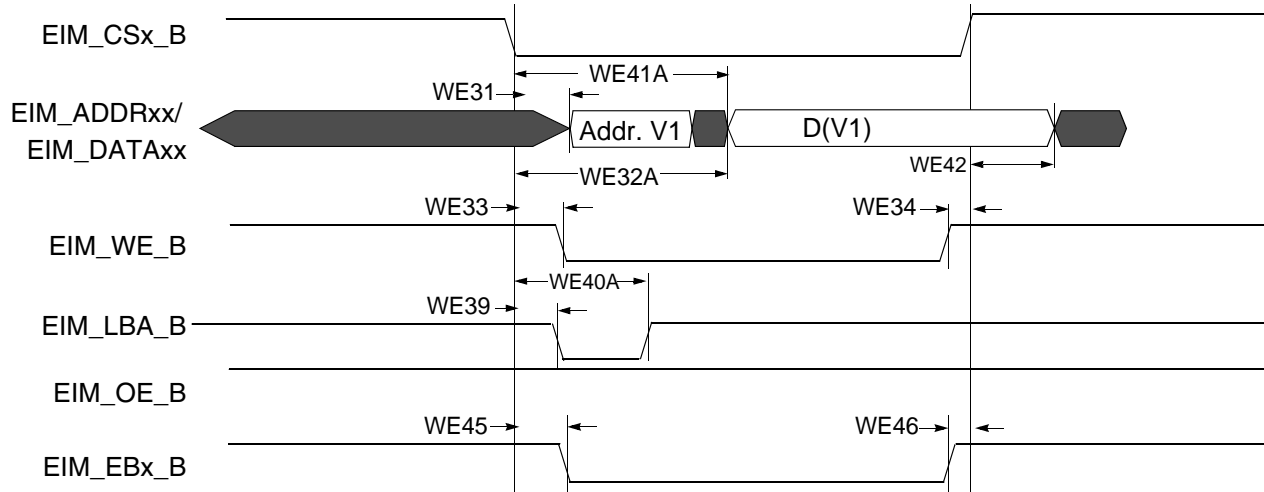 EIM_CSx_B
WE41A
WE31
EIM_ADDRxx/
EIM_DATAxx
Addr. V1
D(V1)
WE42
WE32A
WE33
WE34
EIM_WE_B
WE40A
WE39
EIM_LBA_B
EIM_OE_B
WE45
WE46
EIM_EBx_B